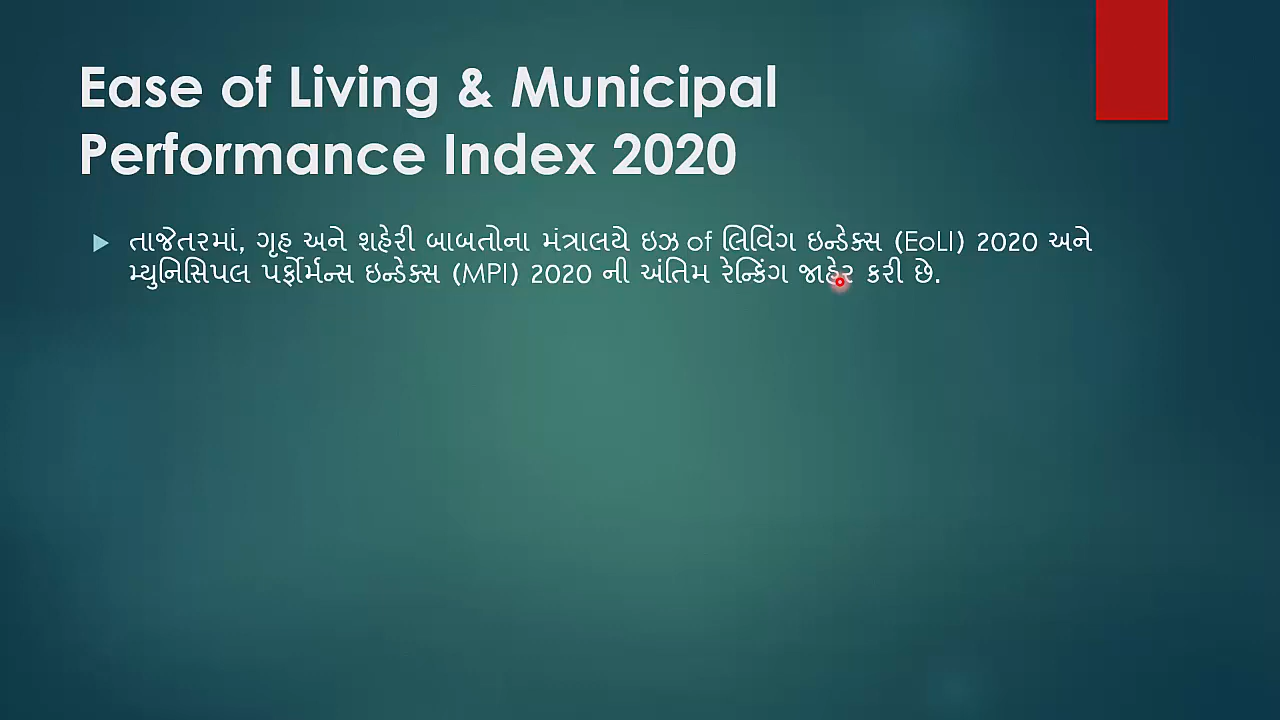 Ease of Living & Municipal
Performance Index 2020
તાજેતરમાં, ગૃહ અને શહેરી બાબતોના મંત્રાલયે ઇઝ of લિવિંગ ઇન્ડેક્સ (EoLI) 2020 અને
મ્યુનિસિપલ પર્ફોર્મન્સ ઇન્ડેક્સ (MPI) 2020 ની અંતિમ રેન્કિંગ જાહેર કરી છે.